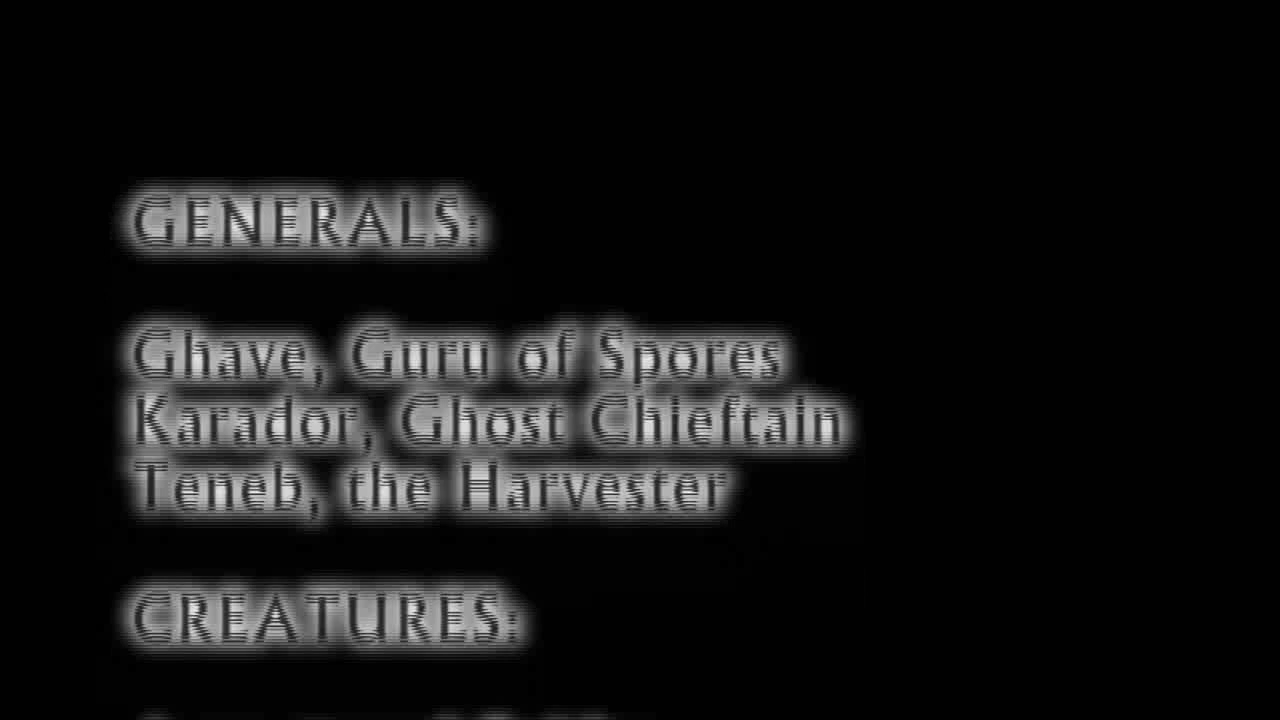 GENERALS:
Ghave, Guru of Spores
Karador, Ghost Chieftain
Teneb, the Harvester
CREATURES: